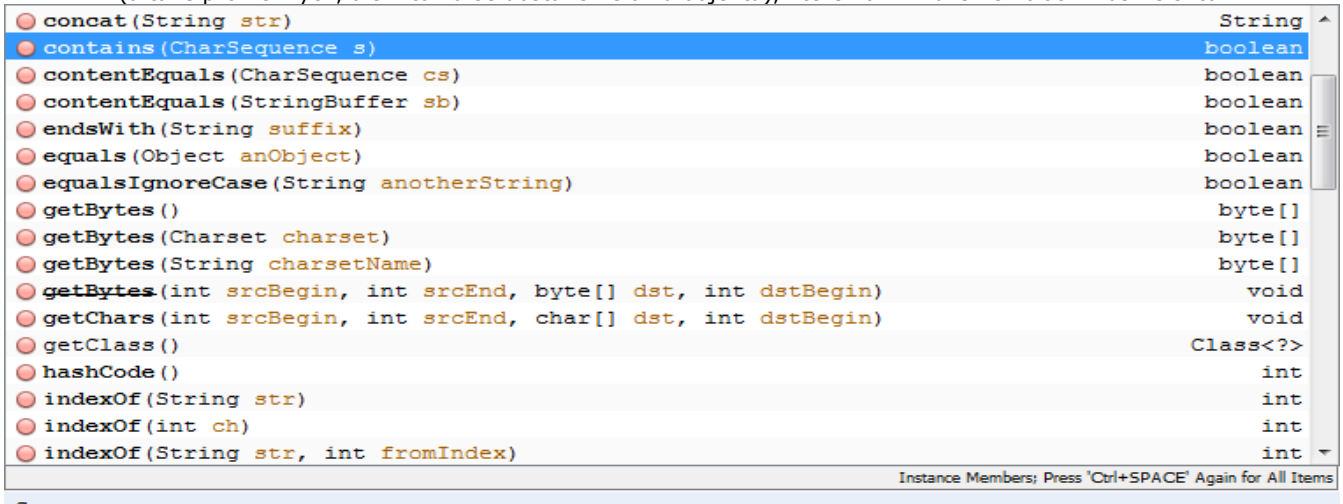 concat(String str) String
contains(CharSequence s) boolean
contentEquals(CharSequence cs) boolean
contentEquals(StringBuffer sb) boolean
endsWith(String suffix) boolean
equals(Object anObject) boolean
equalsIgnoreCase(String anotherString) boolean
getBytes() byte[]
getBytes(Charset charset) byte[]
getBytes(String charsetName) byte[]
getBytes(int srcBegin, int srcEnd, byte[] dst, int dstBegin) void
getChars(int srcBegin, int srcEnd, char[] dst, int dstBegin) void
getClass() Class<?>
hashCode() int
indexOf(String str) int
indexOf(int ch) int
indexOf(String str, int fromIndex) int
Instance Members; Press 'Ctrl+SPACE' Again for All Items